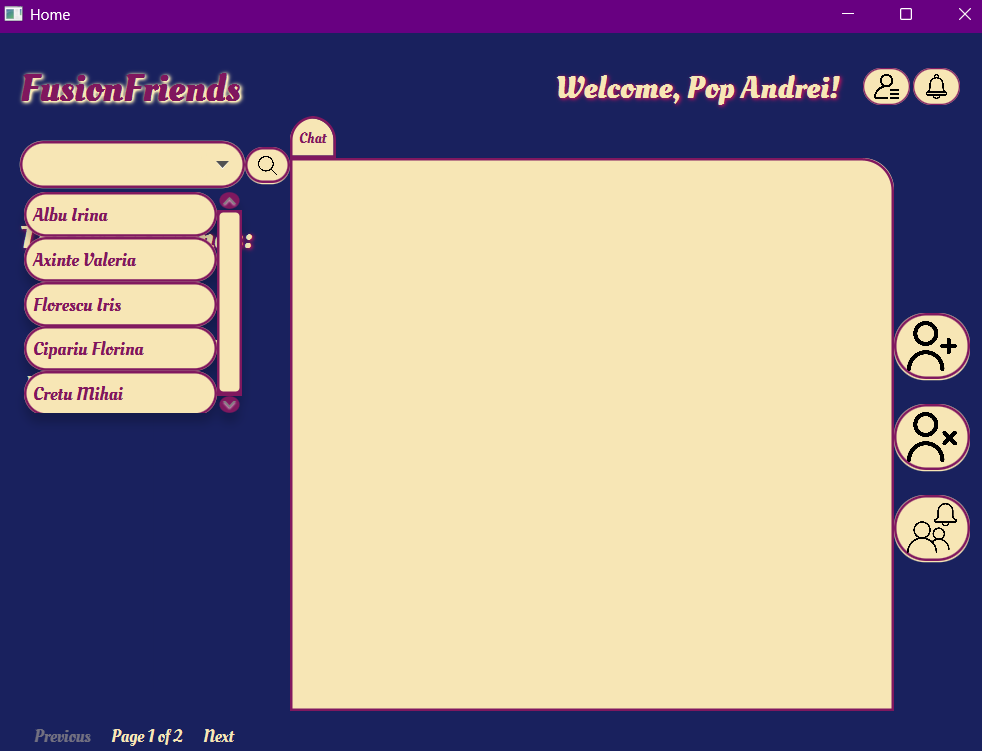 Home
FusionFriends
Welcome, Pop Andrei!
Chat
Albu Irina
Axinte Valeria
Florescu Iris
Cipariu Florina
Cretu Mihai
Previous Page 1 of 2 Next